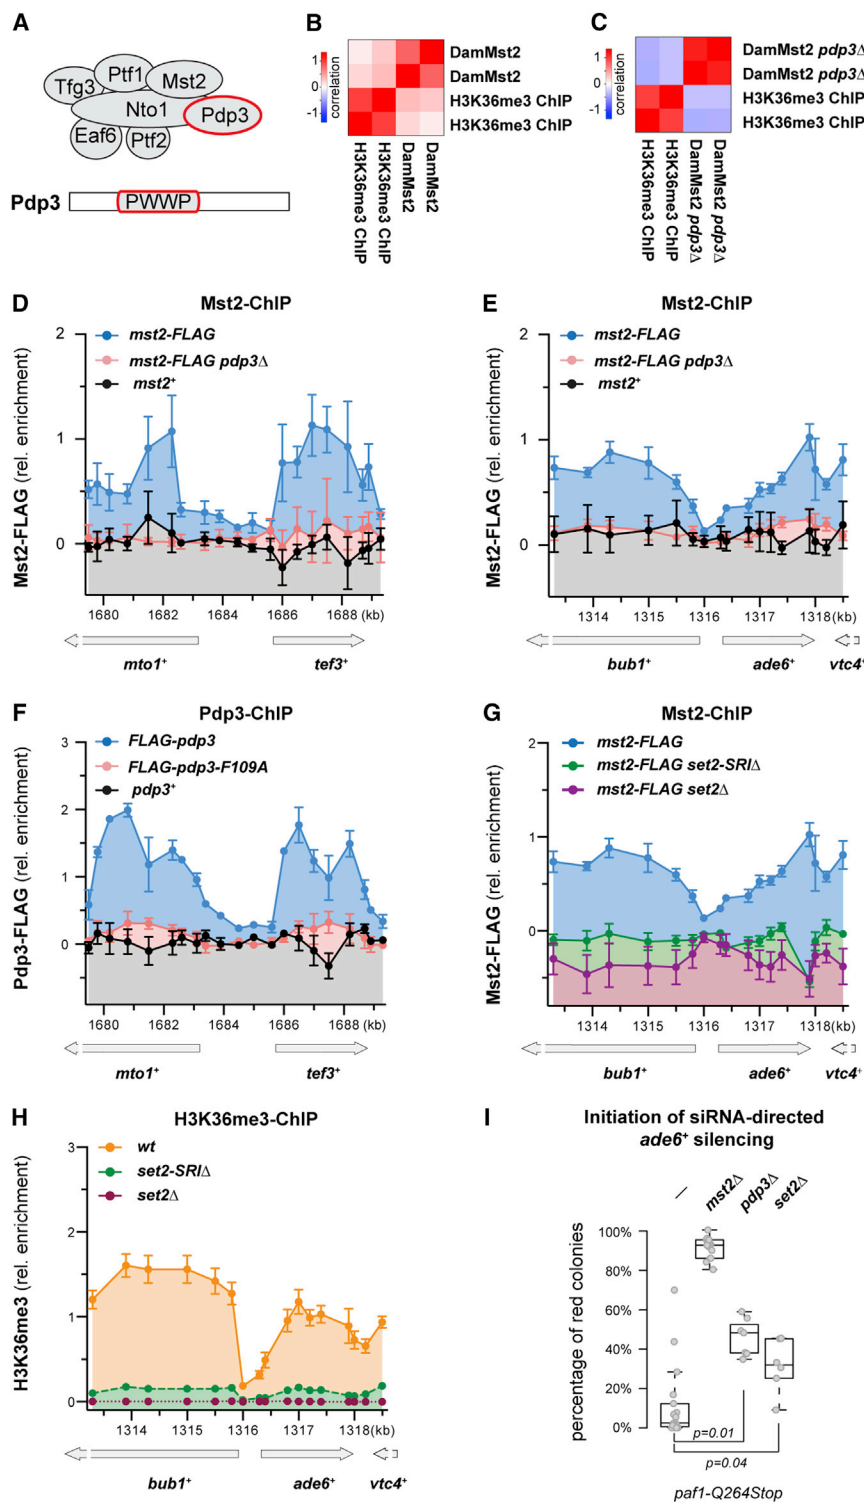 A
Tfg3
Ptf1
Mst2
Nto1
Pdp3
Eaf6
Ptf2
Pdp3
PWWP
B
1
0
-1
correlation
DamMst2
DamMst2
H3K36me3 ChIP
H3K36me3 ChIP
H3K36me3 ChIP
H3K36me3 ChIP
DamMst2
DamMst2
C
1
0
-1
correlation
DamMst2 pdp3Δ
DamMst2 pdp3Δ
H3K36me3 ChIP
H3K36me3 ChIP
H3K36me3 ChIP
H3K36me3 ChIP
DamMst2 pdp3Δ
DamMst2 pdp3Δ
D
Mst2-ChIP
mst2-FLAG
mst2-FLAG pdp3Δ
mst2⁺
Mst2-FLAG (rel. enrichment)
2
1
0
1680 1682 1684 1686 1688 (kb)
mto1⁺ tef3⁺
E
Mst2-ChIP
mst2-FLAG
mst2-FLAG pdp3Δ
mst2⁺
Mst2-FLAG (rel. enrichment)
2
1
0
1314 1315 1316 1317 1318(kb)
bub1⁺ ade6⁺ vtc4⁺
F
Pdp3-ChIP
FLAG-pdp3
FLAG-pdp3-F109A
pdp3⁺
Pdp3-FLAG (rel. enrichment)
3
2
1
0
1680 1682 1684 1686 1688 (kb)
mto1⁺ tef3⁺
G
Mst2-ChIP
mst2-FLAG
mst2-FLAG set2-SRIΔ
mst2-FLAG set2Δ
Mst2-FLAG (rel. enrichment)
2
1
0
1314 1315 1316 1317 1318(kb)
bub1⁺ ade6⁺ vtc4⁺
H
H3K36me3-ChIP
wt
set2-SRIΔ
set2Δ
H3K36me3 (rel. enrichment)
3
2
1
0
1314 1315 1316 1317 1318(kb)
bub1⁺ ade6⁺ vtc4⁺
I
Initiation of siRNA-directed
ade6⁺ silencing
mst2Δ
pdp3Δ
set2Δ
percentage of red colonies
100%
80%
60%
40%
20%
0%
p=0.01
p=0.04
paf1-Q264Stop